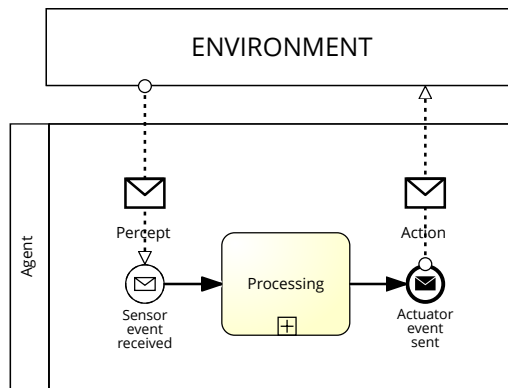 ENVIRONMENT
Agent
Percept
Action
Processing
Sensor
event
received
Actuator
event
sent